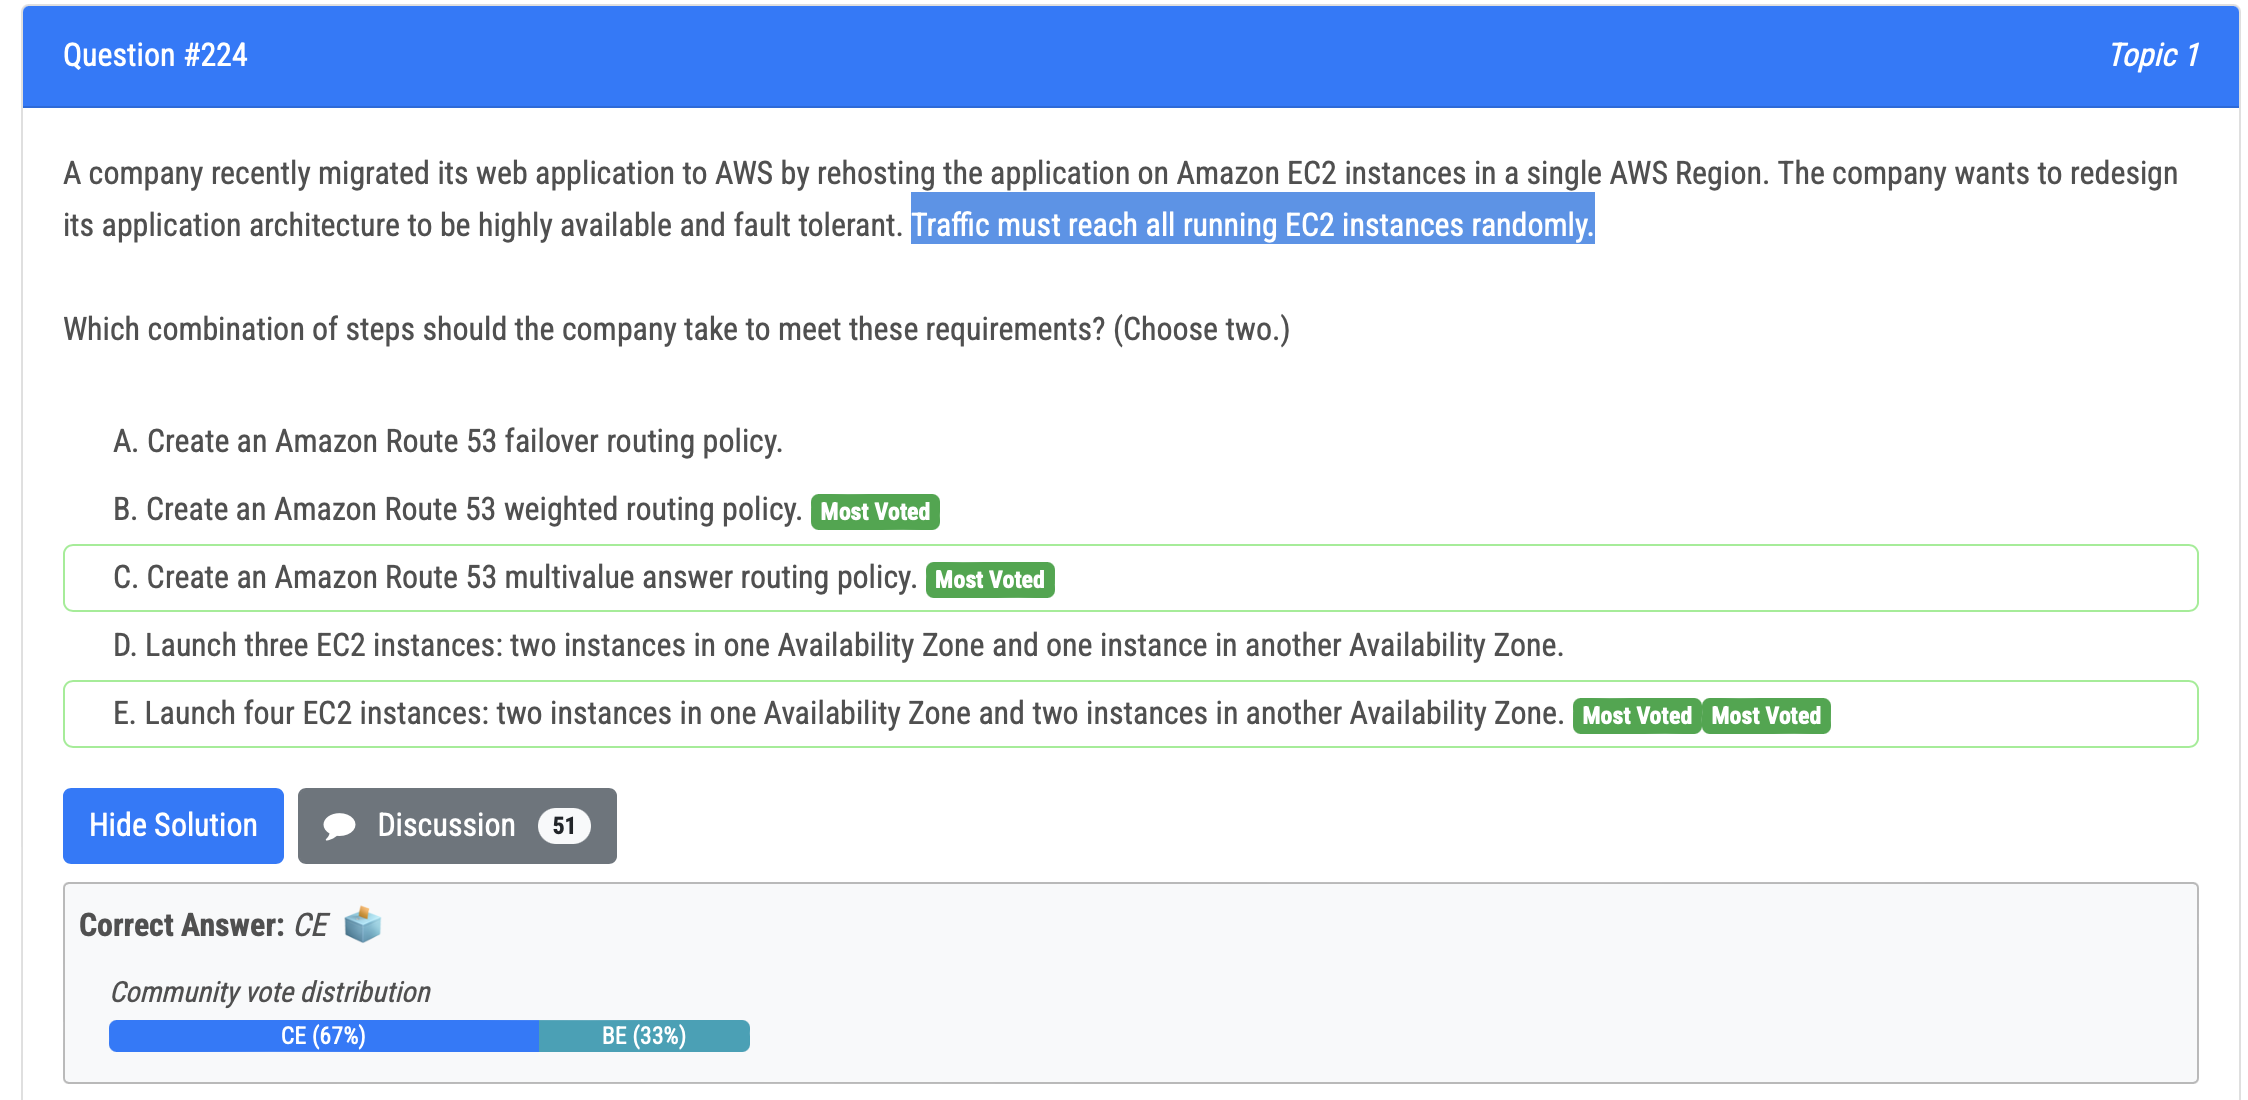 Question #224
Topic 1
A company recently migrated its web application to AWS by rehosting the application on Amazon EC2 instances in a single AWS Region. The company wants to redesign
its application architecture to be highly available and fault tolerant. Traffic must reach all running EC2 instances randomly.
Which combination of steps should the company take to meet these requirements? (Choose two.)
A. Create an Amazon Route 53 failover routing policy.
B. Create an Amazon Route 53 weighted routing policy. Most Voted
C. Create an Amazon Route 53 multivalue answer routing policy. Most Voted
D. Launch three EC2 instances: two instances in one Availability Zone and one instance in another Availability Zone.
E. Launch four EC2 instances: two instances in one Availability Zone and two instances in another Availability Zone. Most Voted Most Voted
Hide Solution
Discussion 51
Correct Answer: CE
Community vote distribution
CE (67%) BE (33%)